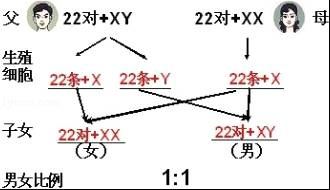 父 22对+XY 22对+XX 母
生殖
细胞 22条+X 22条+Y 22条+X
子女 22对+XX 22对+XY
(女) (男)
男女比例 1:1